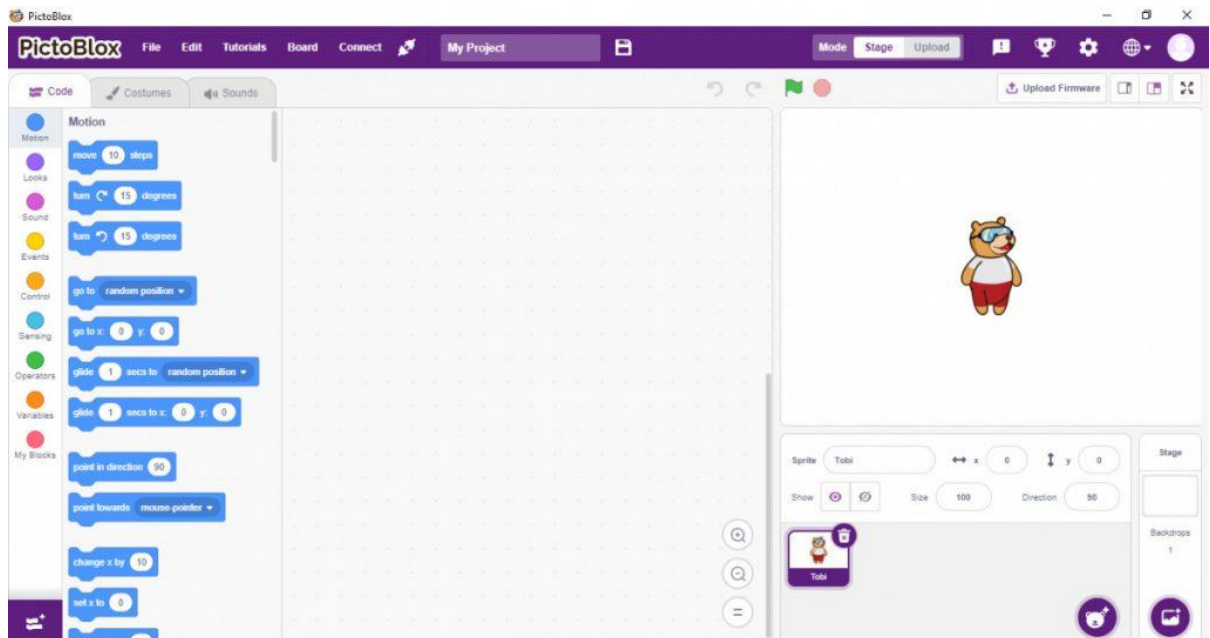 PictoBlox
PictoBlox File Edit Tutorials Board Connect My Project Mode Stage Upload
Code Costumes Sounds Upload Firmware
Motion
Looks
Sound
Events
Control
Sensing
Operators
Variables
My Blocks
Motion
move 10 steps
turn 15 degrees
turn 15 degrees
go to random position
go to x: 0 y: 0
glide 1 secs to random position
glide 1 secs to x: 0 y: 0
point in direction 90
point towards mouse-pointer
change x by 10
set x to 0
Sprite Tobi x 0 y 0
Show Size 100 Direction 90
Tobi
Stage
Backdrops
1